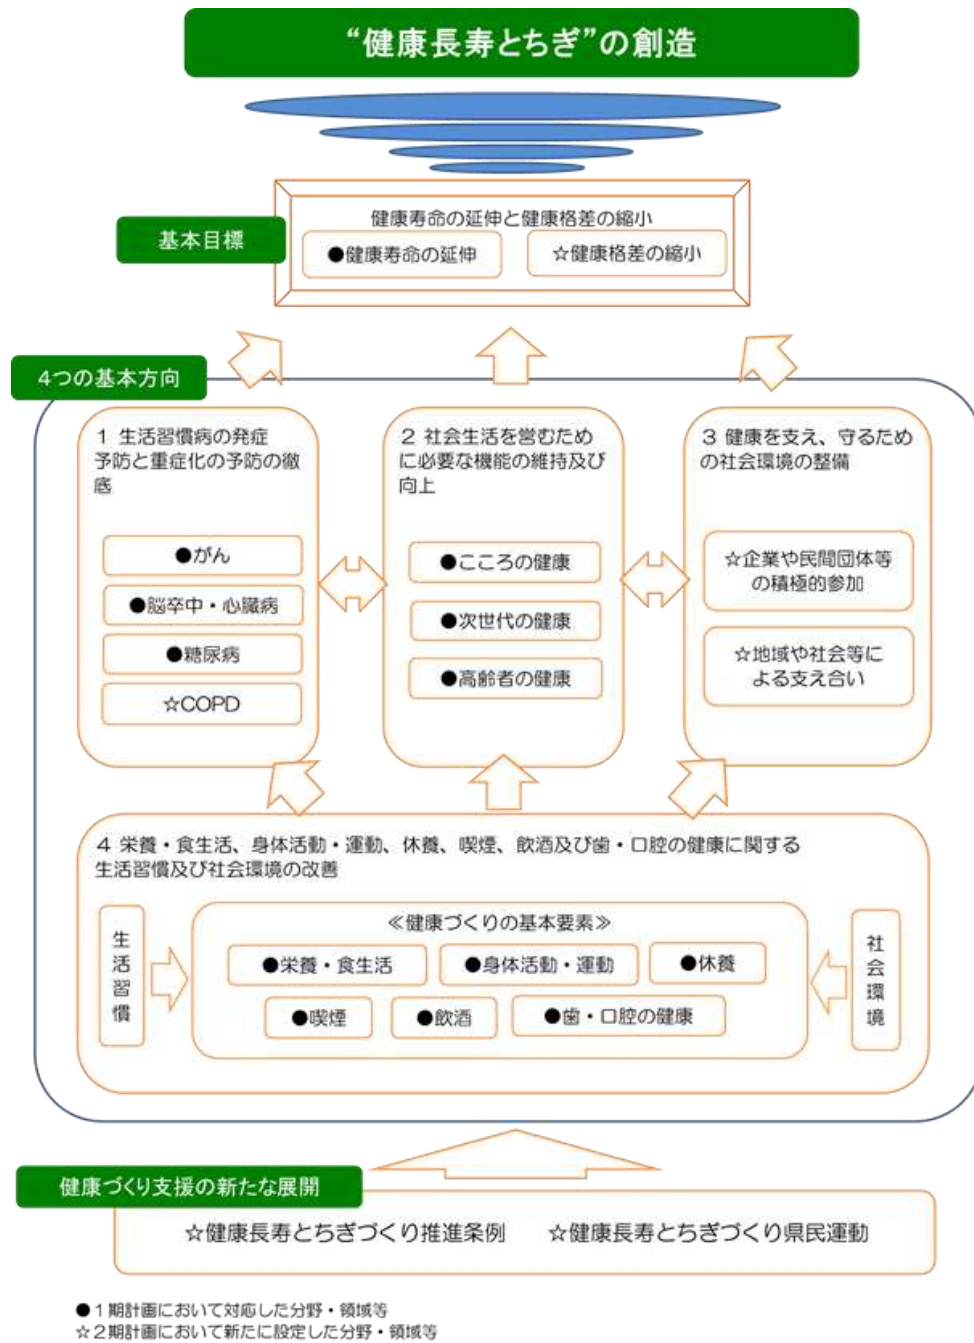 “健康長寿とちぎ”の創造
基本目標
健康寿命の延伸と健康格差の縮小
●健康寿命の延伸
☆健康格差の縮小
4つの基本方向
1 生活習慣病の発症
予防と重症化の予防の徹
底
●がん
●脳卒中・心臓病
●糖尿病
☆COPD
2 社会生活を営むため
に必要な機能の維持及び
向上
●こころの健康
●次世代の健康
●高齢者の健康
3 健康を支え、守るため
の社会環境の整備
☆企業や民間団体等
の積極的参加
☆地域や社会等に
よる支え合い
4 栄養・食生活、身体活動・運動、休養、喫煙、飲酒及び歯・口腔の健康に関する
生活習慣及び社会環境の改善
生活習慣
≪健康づくりの基本要素≫
●栄養・食生活
●身体活動・運動
●休養
●喫煙
●飲酒
●歯・口腔の健康
社会環境
健康づくり支援の新たな展開
☆健康長寿とちぎづくり推進条例
☆健康長寿とちぎづくり県民運動
●1期計画において対応した分野・領域等
☆2期計画において新たに設定した分野・領域等